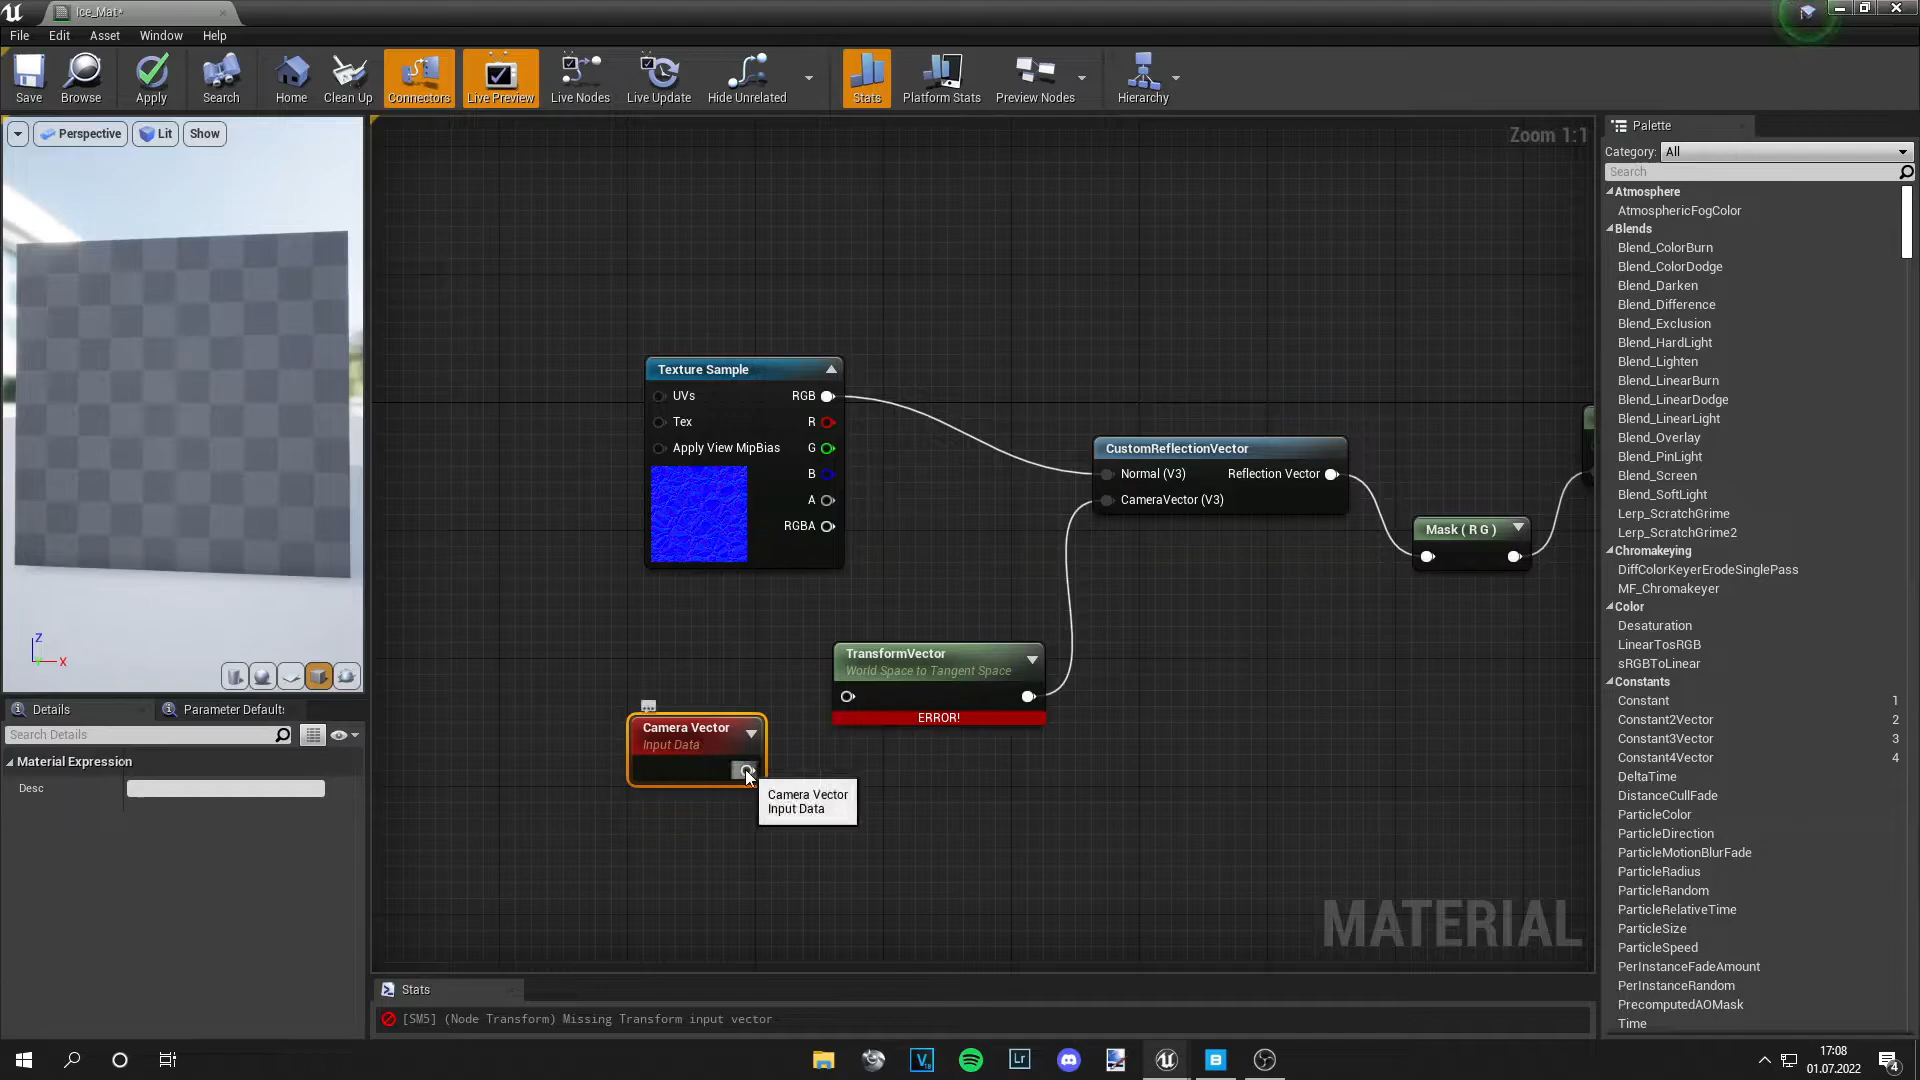 Ice_Mat*
File
Edit
Asset
Window
Help
Save
Browse
Apply
Search
Home
Clean Up
Connectors
Live Preview
Live Nodes
Live Update
Hide Unrelated
Stats
Platform Stats
Preview Nodes
Hierarchy
Perspective
Lit
Show
Z
X
Details
Parameter Defaults
Search Details
Material Expression
Desc
Zoom 1:1
Texture Sample
UVs
RGB
Tex
R
Apply View MipBias
G
B
A
RGBA
CustomReflectionVector
Normal (V3)
Reflection Vector
CameraVector (V3)
Mask ( R G )
TransformVector
World Space to Tangent Space
ERROR!
Camera Vector
Input Data
Camera Vector
Input Data
MATERIAL
Stats
[SM5] (Node Transform) Missing Transform input vector
Palette
Category:
All
Search
Atmosphere
AtmosphericFogColor
Blends
Blend_ColorBurn
Blend_ColorDodge
Blend_Darken
Blend_Difference
Blend_Exclusion
Blend_HardLight
Blend_Lighten
Blend_LinearBurn
Blend_LinearDodge
Blend_LinearLight
Blend_Overlay
Blend_PinLight
Blend_Screen
Blend_SoftLight
Lerp_ScratchGrime
Lerp_ScratchGrime2
Chromakeying
DiffColorKeyerErodeSinglePass
MF_Chromakeyer
Color
Desaturation
LinearTosRGB
sRGBToLinear
Constants
Constant 1
Constant2Vector 2
Constant3Vector 3
Constant4Vector 4
DeltaTime
DistanceCullFade
ParticleColor
ParticleDirection
ParticleMotionBlurFade
ParticleRadius
ParticleRandom
ParticleRelativeTime
ParticleSize
ParticleSpeed
PerInstanceFadeAmount
PerInstanceRandom
PrecomputedAOMask
Time
Lr
17:08
01.07.2022
4